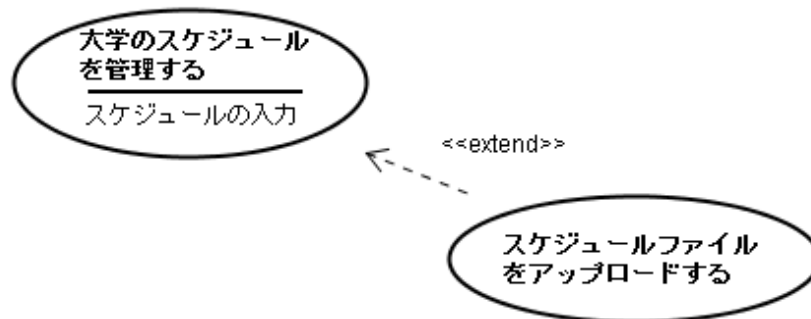 大学のスケジュール
を管理する
スケジュールの入力
<<extend>>
スケジュールファイル
をアップロードする